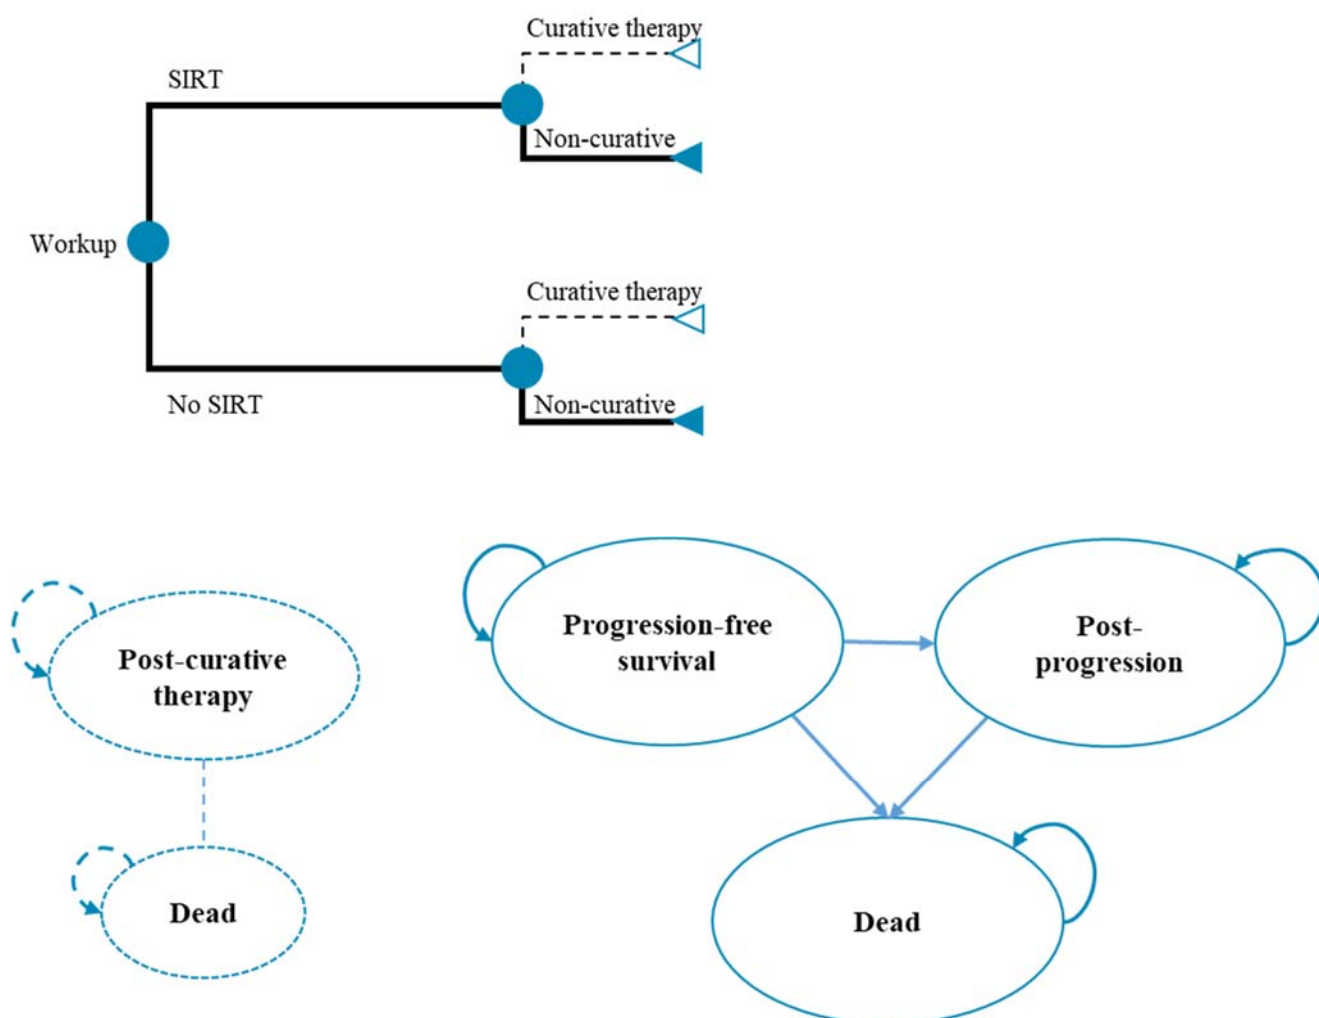 Curative therapy
SIRT
Non-curative
Workup
Curative therapy
No SIRT
Non-curative
Post-curative
therapy
Dead
Progression-free
survival
Post-
progression
Dead